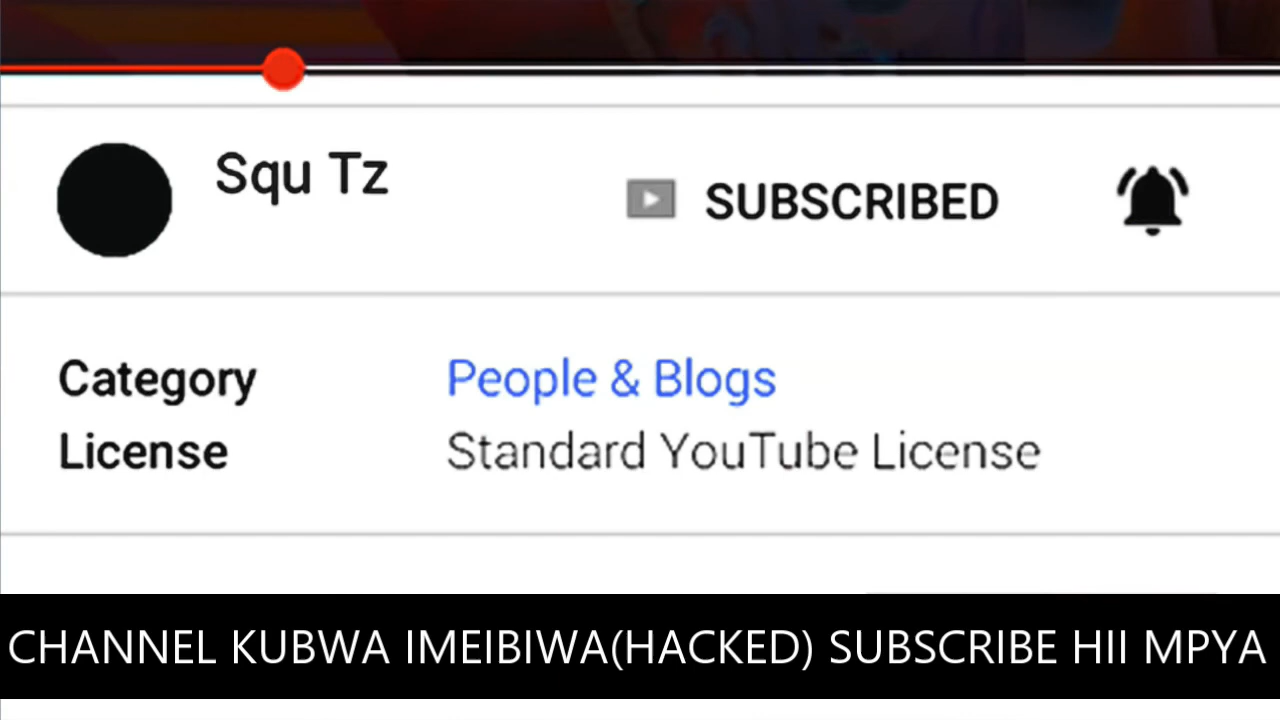 Squ Tz
SUBSCRIBED
Category People & Blogs
License Standard YouTube License
CHANNEL KUBWA IMEIBIWA(HACKED) SUBSCRIBE HII MPYA